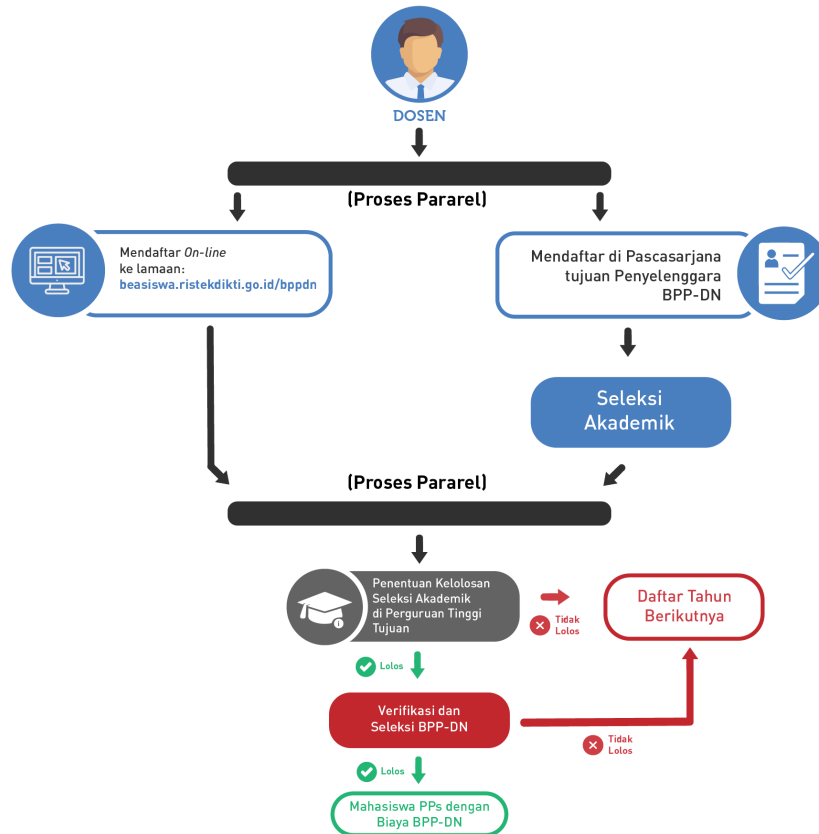 DOSEN
(Proses Pararel)
Mendaftar On-line
ke lamaan:
beasiswa.ristekdikti.go.id/bppdn
Mendaftar di Pascasarjana
tujuan Penyelenggara
BPP-DN
Seleksi
Akademik
(Proses Pararel)
Penentuan Kelolosan
Seleksi Akademik
di Perguruan Tinggi
Tujuan
Tidak
Lolos
Daftar Tahun
Berikutnya
Lolos
Verifikasi dan
Seleksi BPP-DN
Tidak
Lolos
Lolos
Mahasiswa PPs dengan
Biaya BPP-DN